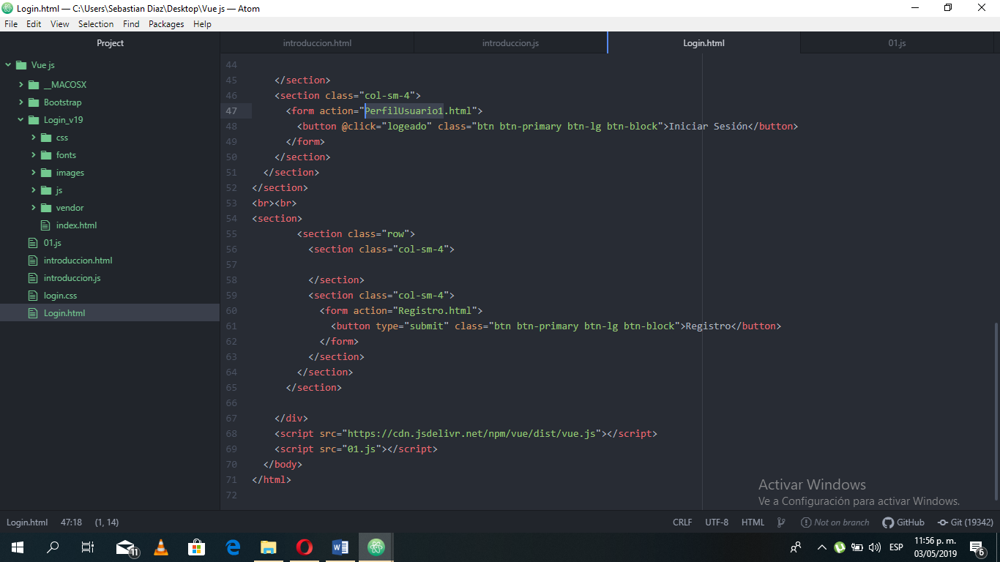 Login.html — C:\Users\Sebastian Diaz\Desktop\Vue js — Atom
File Edit View Selection Find Packages Help
Project
introduccion.html introduccion.js Login.html 01.js
Vue js
__MACOSX
Bootstrap
Login_v19
css
fonts
images
js
vendor
index.html
01.js
introduccion.html
introduccion.js
login.css
Login.html
44
45 </section>
46 <section class="col-sm-4">
47 <form action="PerfilUsuario1.html">
48 <button @click="logeado" class="btn btn-primary btn-lg btn-block">Iniciar Sesión</button>
49 </form>
50 </section>
51 </section>
52 </section>
53 <br><br>
54 <section>
55 <section class="row">
56 <section class="col-sm-4">
57
58 </section>
59 <section class="col-sm-4">
60 <form action="Registro.html">
61 <button type="submit" class="btn btn-primary btn-lg btn-block">Registro</button>
62 </form>
63 </section>
64 </section>
65 </section>
66
67 </div>
68 <script src="https://cdn.jsdelivr.net/npm/vue/dist/vue.js"></script>
69 <script src="01.js"></script>
70 </body>
71 </html>
72
Activar Windows
Ve a Configuración para activar Windows.
Login.html 47:18 (1, 14) CRLF UTF-8 HTML Not on branch GitHub Git (19342)
11 ESP 11:56 p. m.
03/05/2019 6